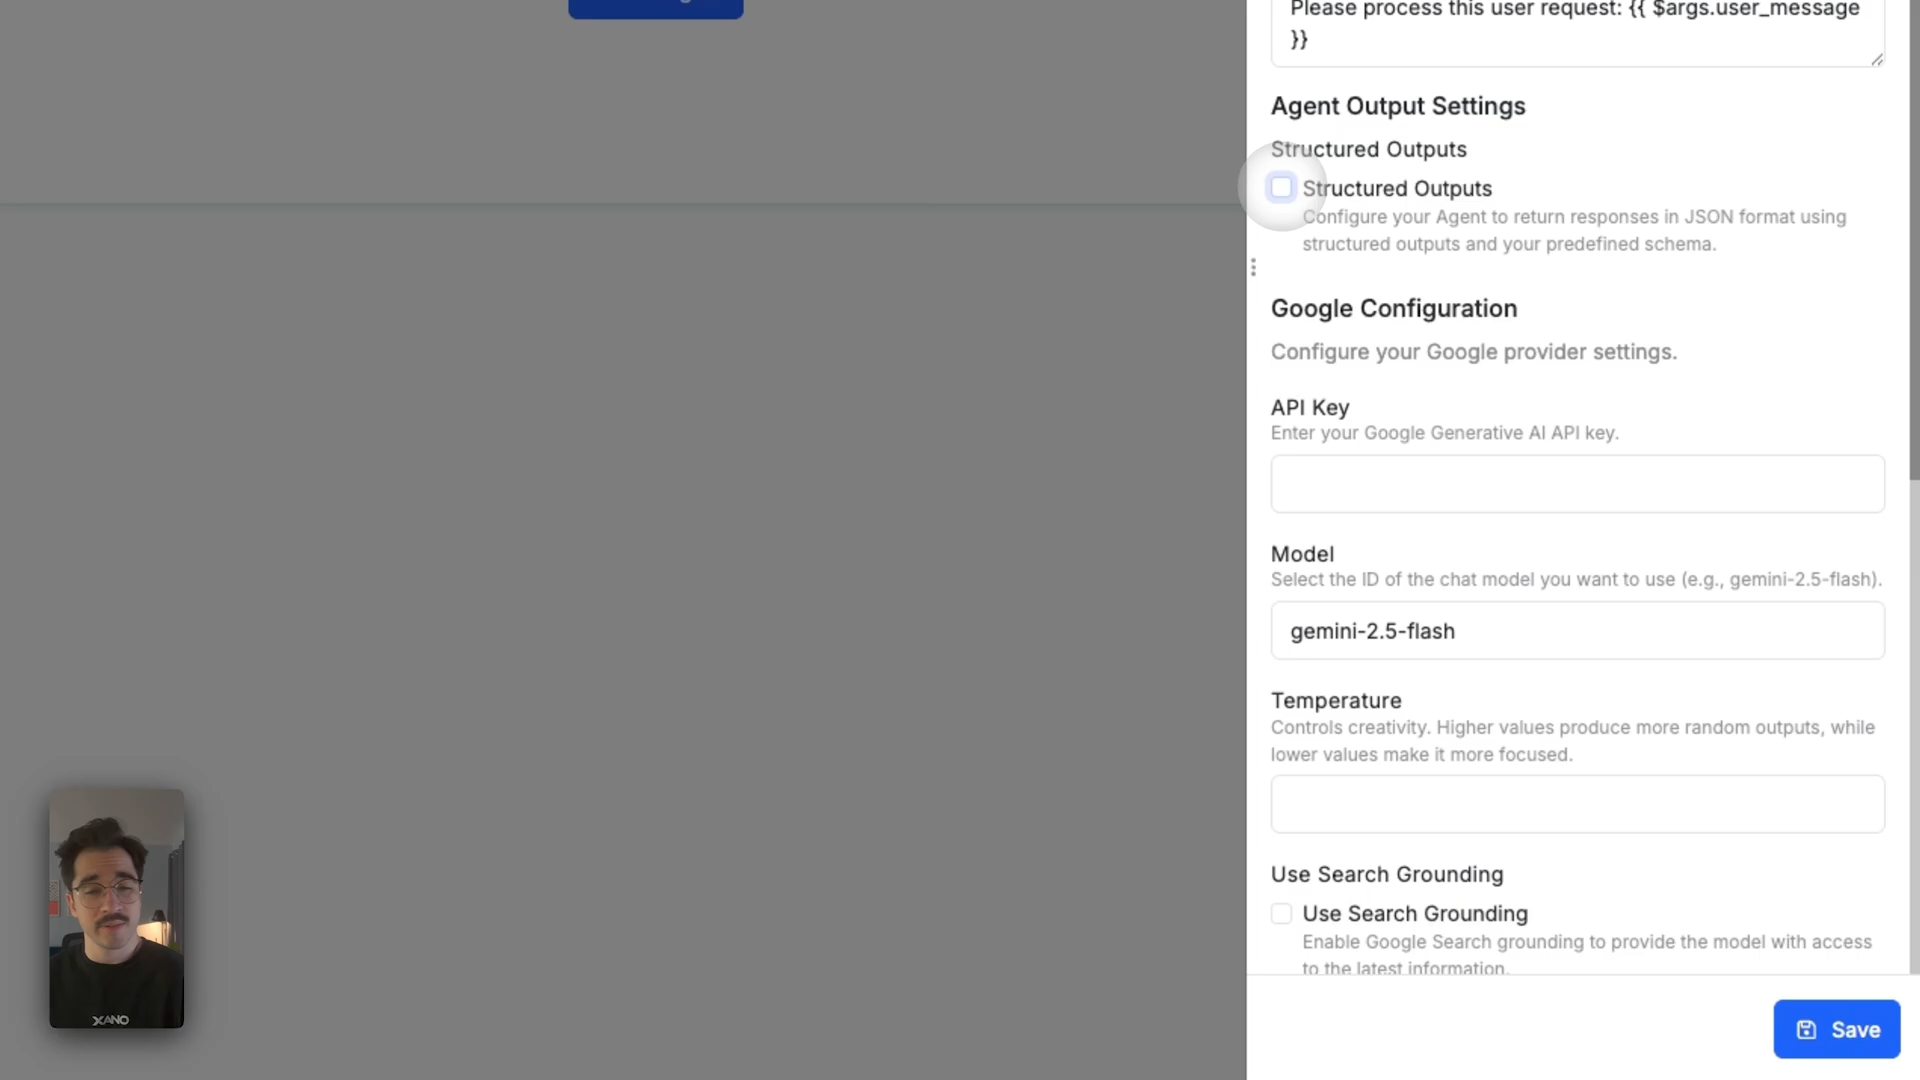 Please process this user request: {{ $args.user_message
}}
Agent Output Settings
Structured Outputs
Structured Outputs
Configure your Agent to return responses in JSON format using
structured outputs and your predefined schema.
Google Configuration
Configure your Google provider settings.
API Key
Enter your Google Generative AI API key.
Model
Select the ID of the chat model you want to use (e.g., gemini-2.5-flash).
gemini-2.5-flash
Temperature
Controls creativity. Higher values produce more random outputs, while
lower values make it more focused.
Use Search Grounding
Use Search Grounding
Enable Google Search grounding to provide the model with access
to the latest information.
Save
XANO